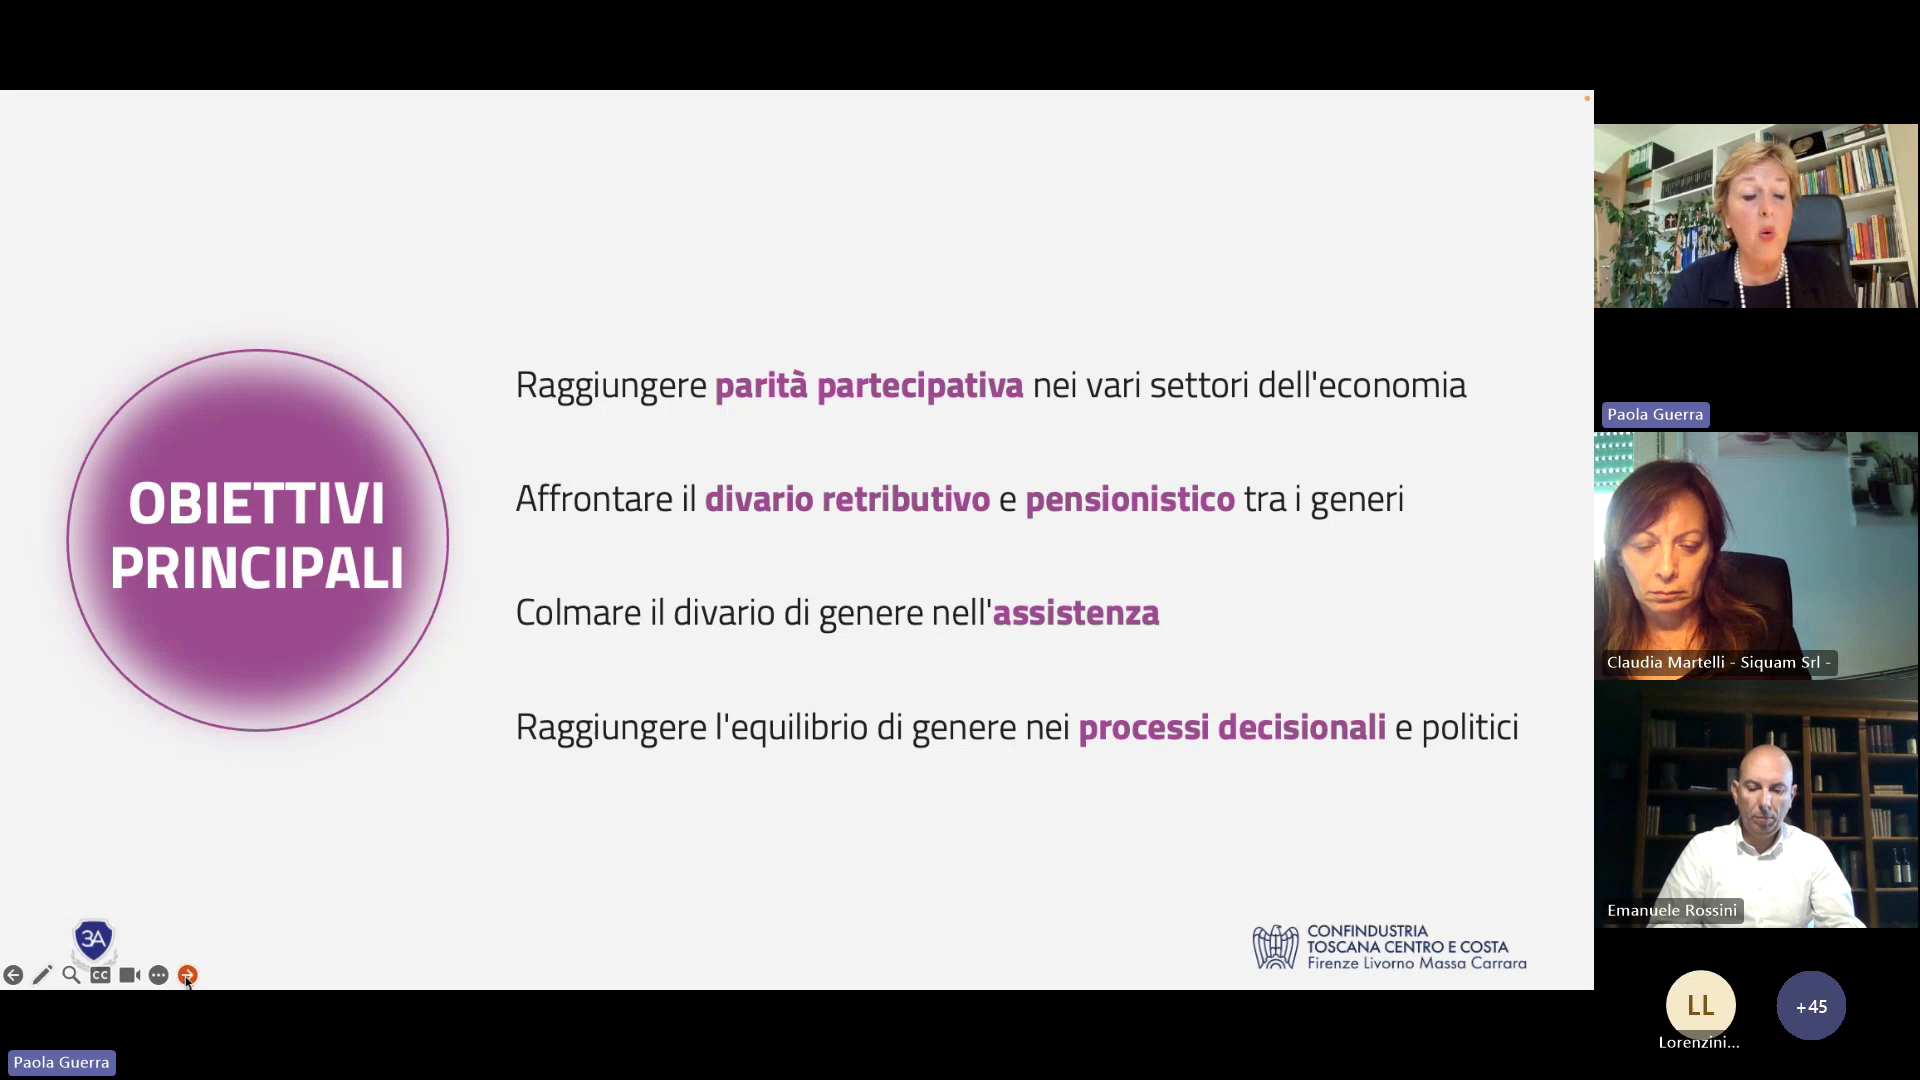 OBIETTIVI
PRINCIPALI
Raggiungere parità partecipativa nei vari settori dell'economia
Affrontare il divario retributivo e pensionistico tra i generi
Colmare il divario di genere nell'assistenza
Raggiungere l'equilibrio di genere nei processi decisionali e politici
3A
CC
CONFINDUSTRIA
TOSCANA CENTRO E COSTA
Firenze Livorno Massa Carrara
Paola Guerra
Paola Guerra
Claudia Martelli - Siquam Srl -
Emanuele Rossini
LL
Lorenzini...
+45